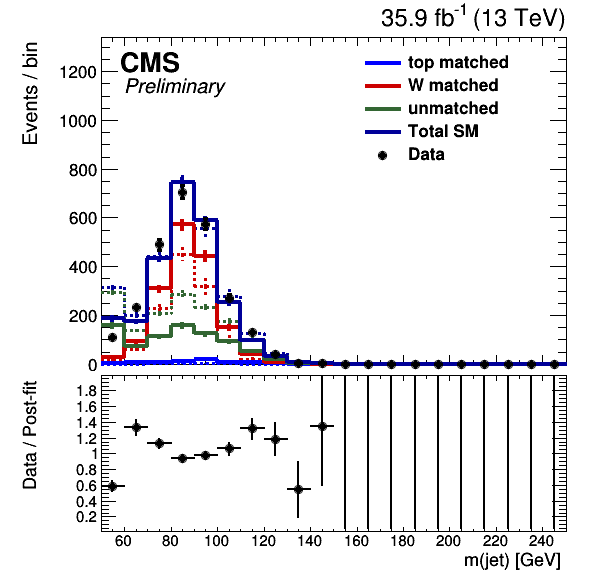 35.9 fb⁻¹ (13 TeV)
CMS
Preliminary
top matched
W matched
unmatched
Total SM
Data
Events / bin
1200
1000
800
600
400
200
0
Data / Post-fit
1.8
1.6
1.4
1.2
1
0.8
0.6
0.4
0.2
60 80 100 120 140 160 180 200 220 240
m(jet) [GeV]